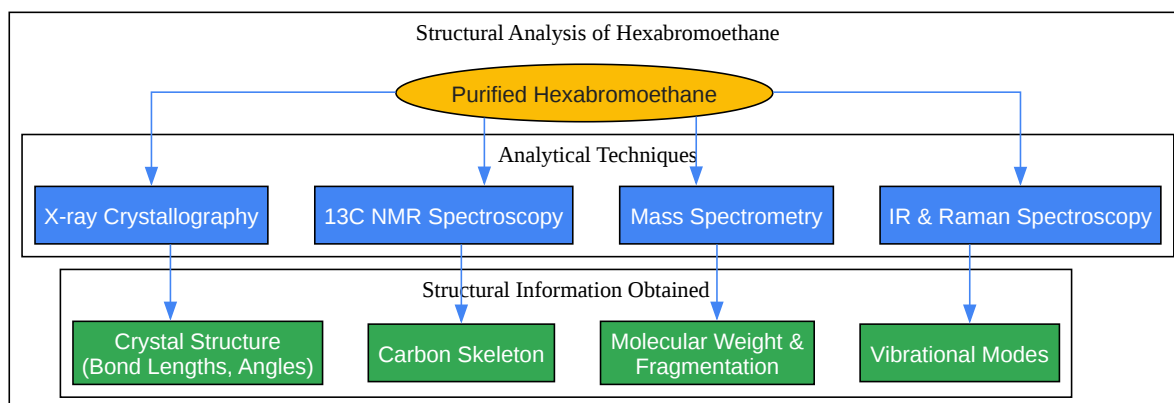 Structural Analysis of Hexabromoethane
Purified Hexabromoethane
Analytical Techniques
X-ray Crystallography
13C NMR Spectroscopy
Mass Spectrometry
IR & Raman Spectroscopy
Structural Information Obtained
Crystal Structure
(Bond Lengths, Angles)
Carbon Skeleton
Molecular Weight &
Fragmentation
Vibrational Modes